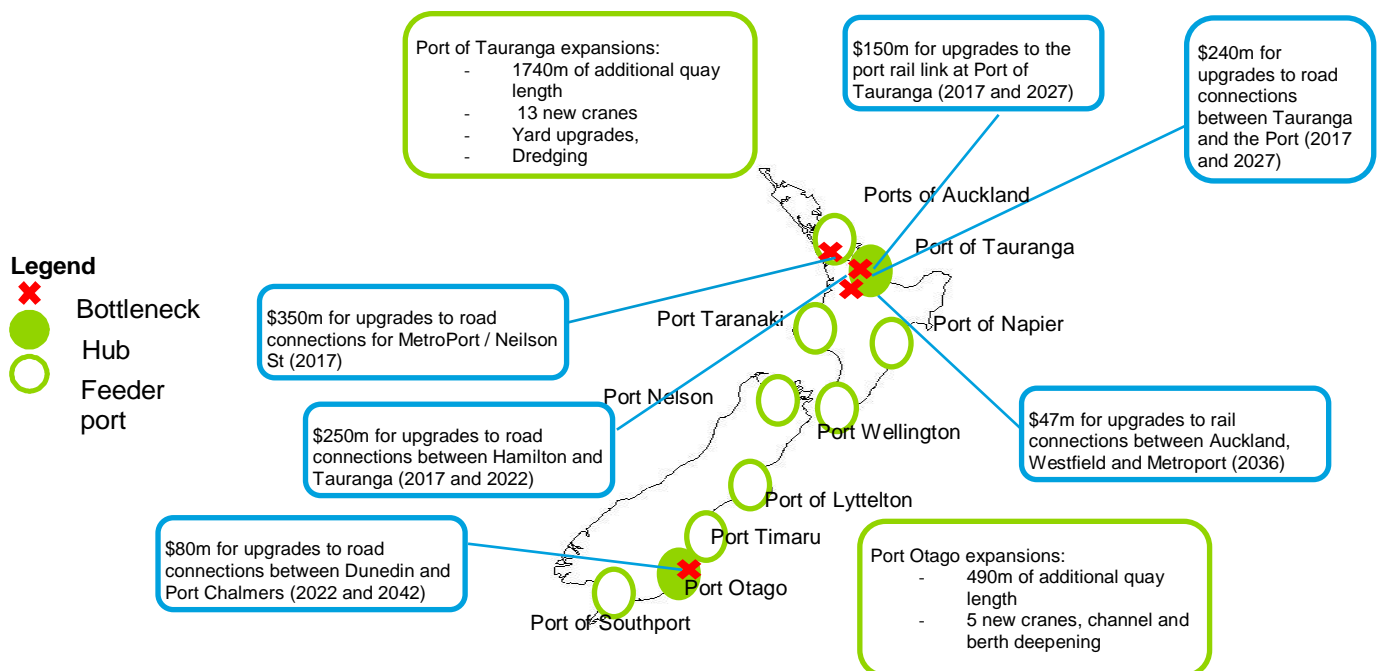 Port of Tauranga expansions:
- 1740m of additional quay
length
- 13 new cranes
- Yard upgrades,
- Dredging
$150m for upgrades to
the port rail link at Port of
Tauranga (2017 and 2027)
$240m for
upgrades to road
connections
between Tauranga
and the Port (2017
and 2027)
Ports of Auckland
Port of Tauranga
Legend
Bottleneck
Hub
Feeder
port
$350m for upgrades to road
connections for MetroPort / Neilson
St (2017)
Port Taranaki
Port of Napier
Port Nelson
Port Wellington
$250m for upgrades to road
connections between Hamilton and
Tauranga (2017 and 2022)
$47m for upgrades to rail
connections between Auckland,
Westfield and Metroport (2036)
Port of Lyttelton
Port Timaru
$80m for upgrades to road
connections between Dunedin and
Port Chalmers (2022 and 2042)
Port Otago
Port of Southport
Port Otago expansions:
- 490m of additional quay
length
- 5 new cranes, channel and
berth deepening